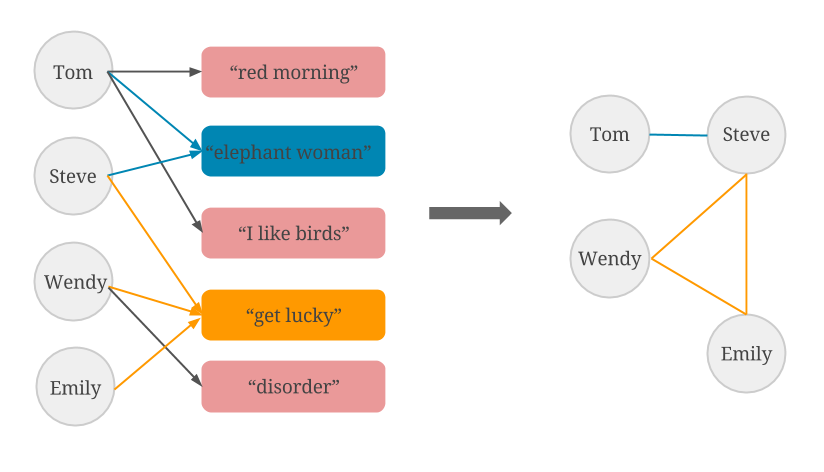 Tom
“red morning”
“elephant woman”
Steve
“I like birds”
Wendy
“get lucky”
Emily
“disorder”
Tom
Steve
Wendy
Emily